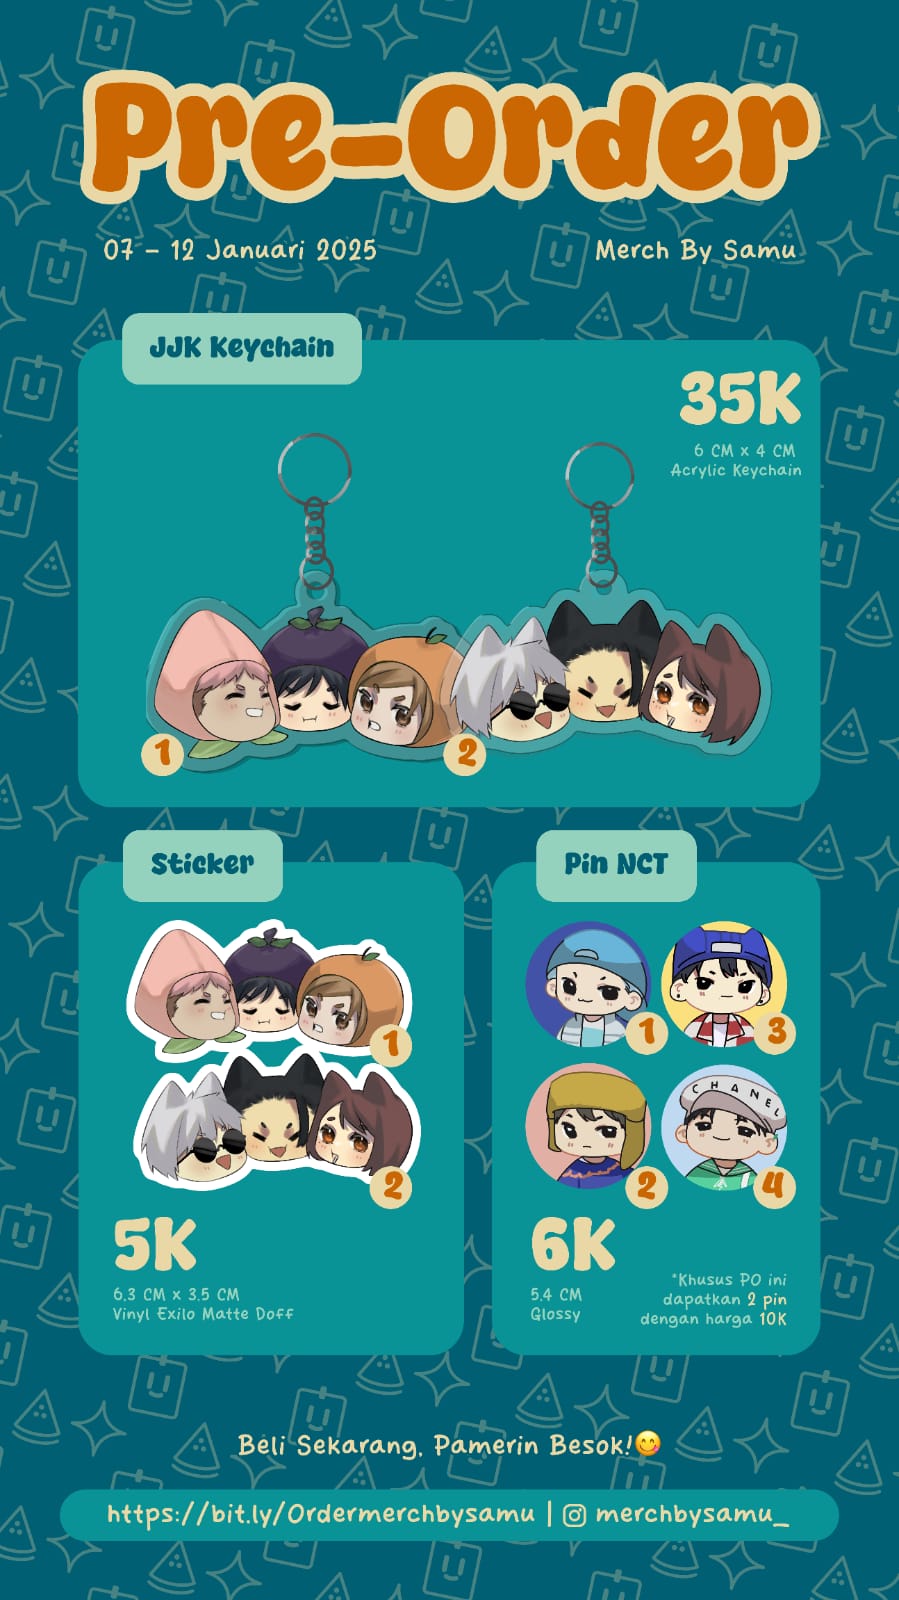 Pre-Order
07 - 12 Januari 2025
Merch By Samu
JJK Keychain
35K
6 CM x 4 CM
Acrylic Keychain
1
2
Sticker
1
2
5K
6.3 CM x 3.5 CM
Vinyl Exilo Matte Doff
Pin NCT
1
3
CHANEL
2
4
6K
5.4 CM
Glossy
*Khusus PO ini
dapatkan 2 pin
dengan harga 10K
Beli Sekarang, Pamerin Besok!😋
https://bit.ly/Ordermerchbysamu | merchbysamu_